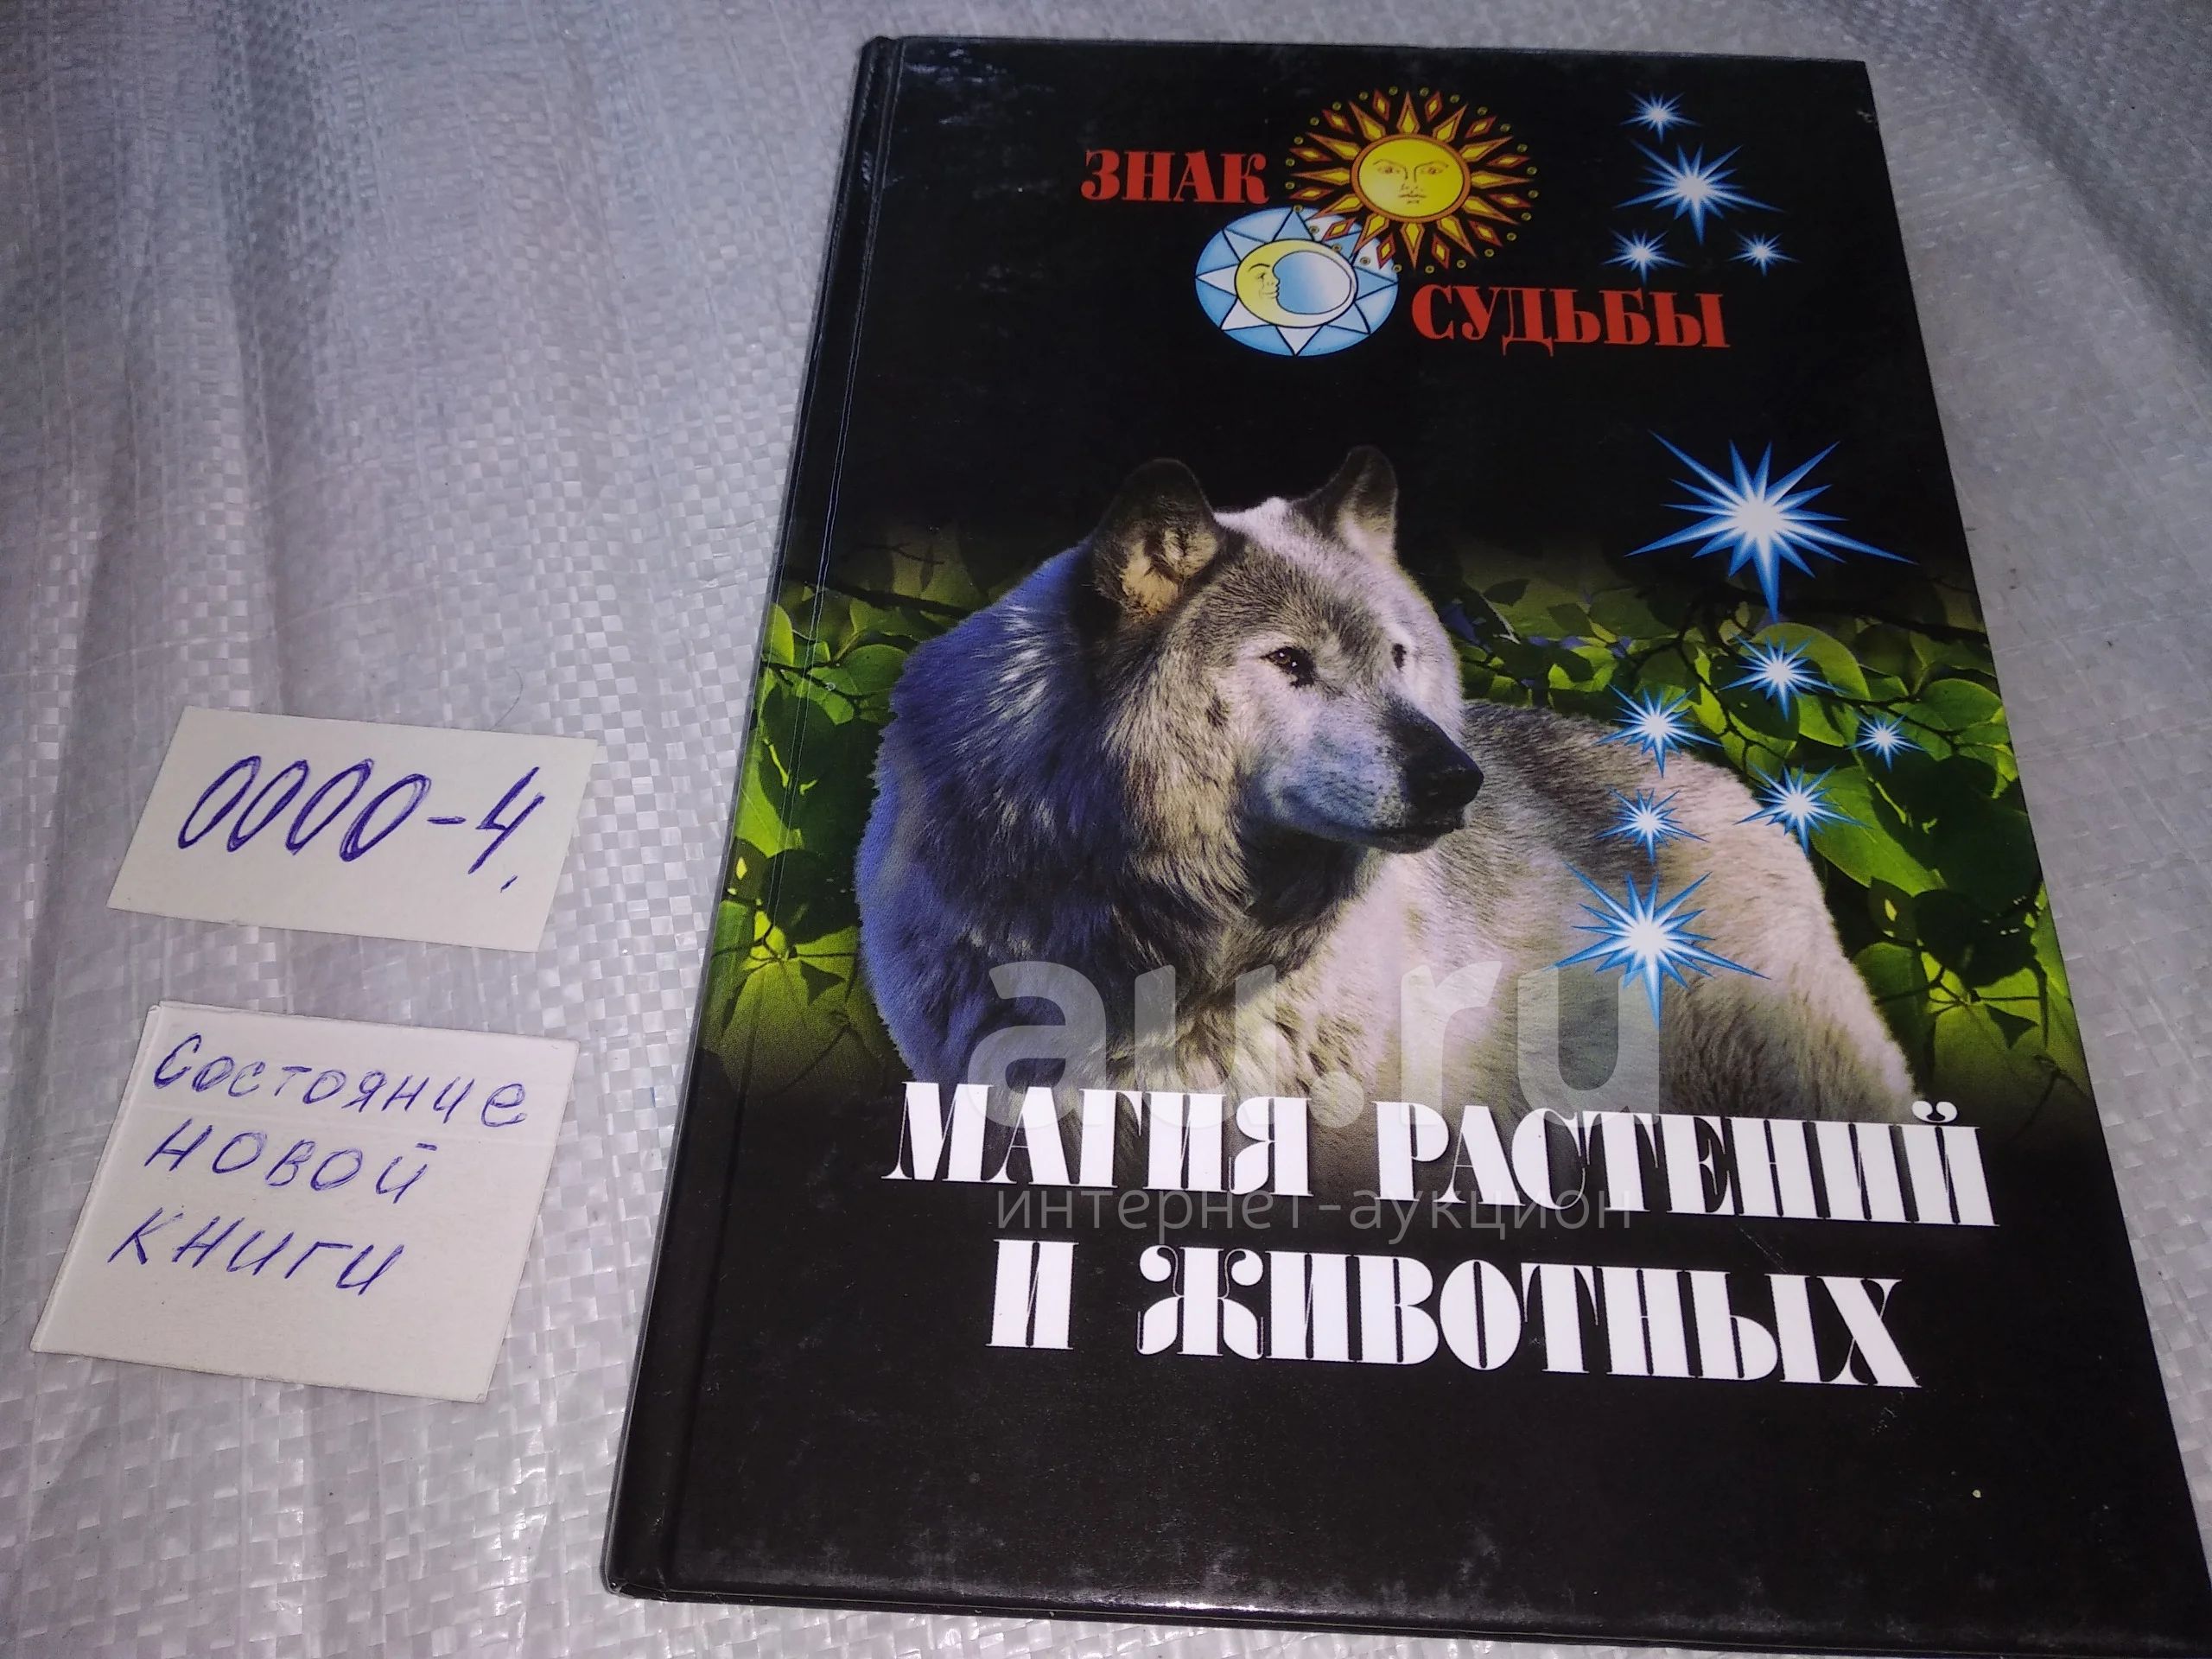 ЗНАК
СУДЬБЫ
0000-4,
Состояние
новой
книги
au.ru
МАГИЯ РАСТЕНИЙ
интернет-аукцион
И ЖИВОТНЫХ